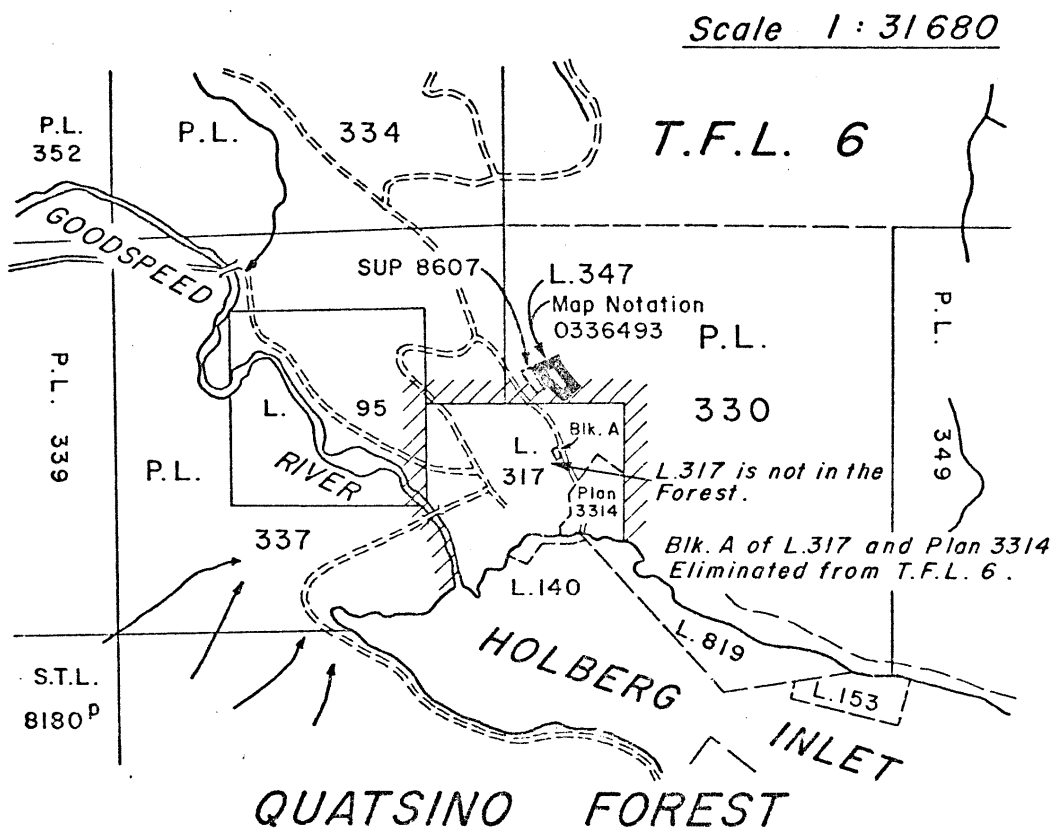 Scale 1 : 31680
P.L.
352
P.L.
334
T.F.L. 6
GOODSPEED
SUP 8607
L.347
Map Notation
0336493
P.L.
330
P.L. 339
P.L. 349
L. 95
RIVER
Blk. A
L.
317
L.317 is not in the
Forest.
Plan
3314
P.L.
337
Blk. A of L.317 and Plan 3314
Eliminated from T.F.L. 6 .
L.140
L.819
HOLBERG
L.153
S.T.L.
8180 p
INLET
QUATSINO FOREST